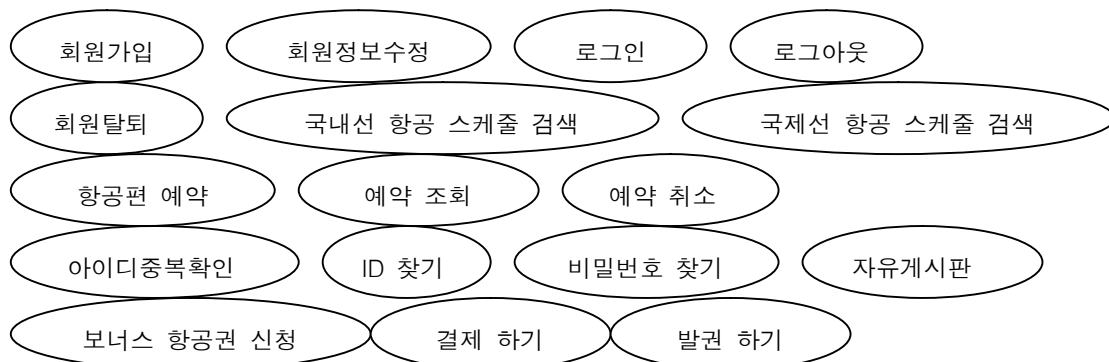 회원가입 회원정보수정 로그인 로그아웃
회원탈퇴 국내선 항공 스케줄 검색 국제선 항공 스케줄 검색
항공편 예약 예약 조회 예약 취소
아이디중복확인 ID 찾기 비밀번호 찾기 자유게시판
보너스 항공권 신청 결제 하기 발권 하기